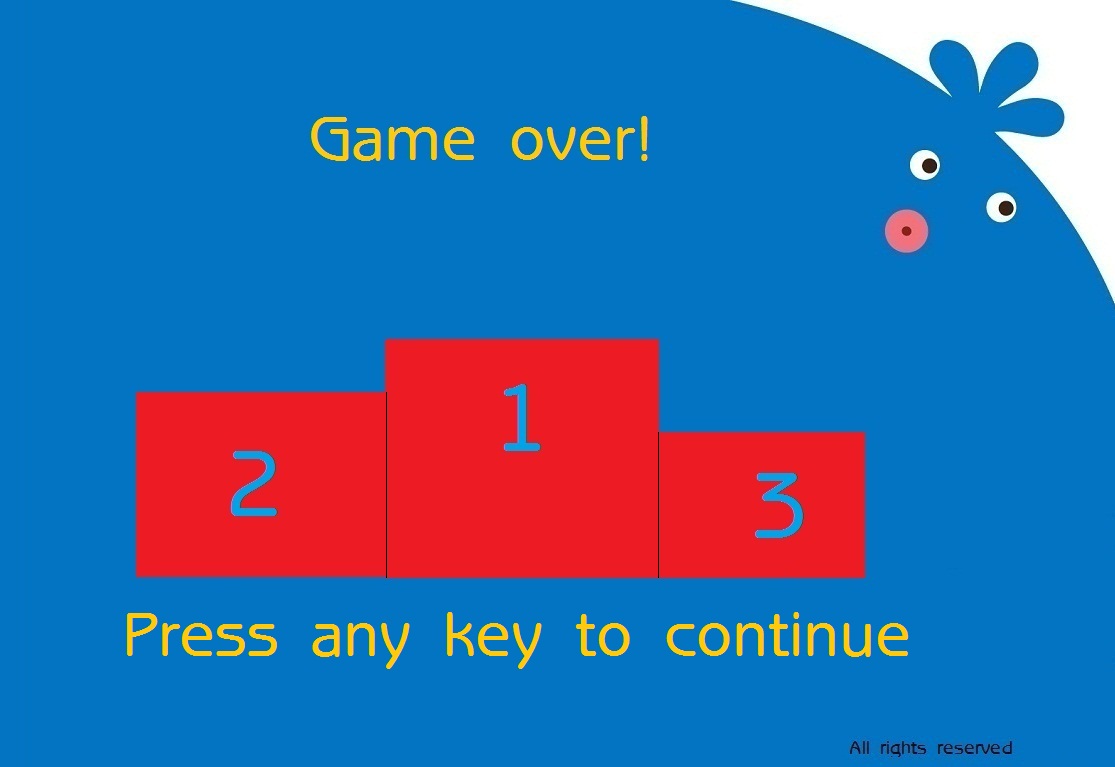 Game over!
1
2
3
Press any key to continue
All rights reserved